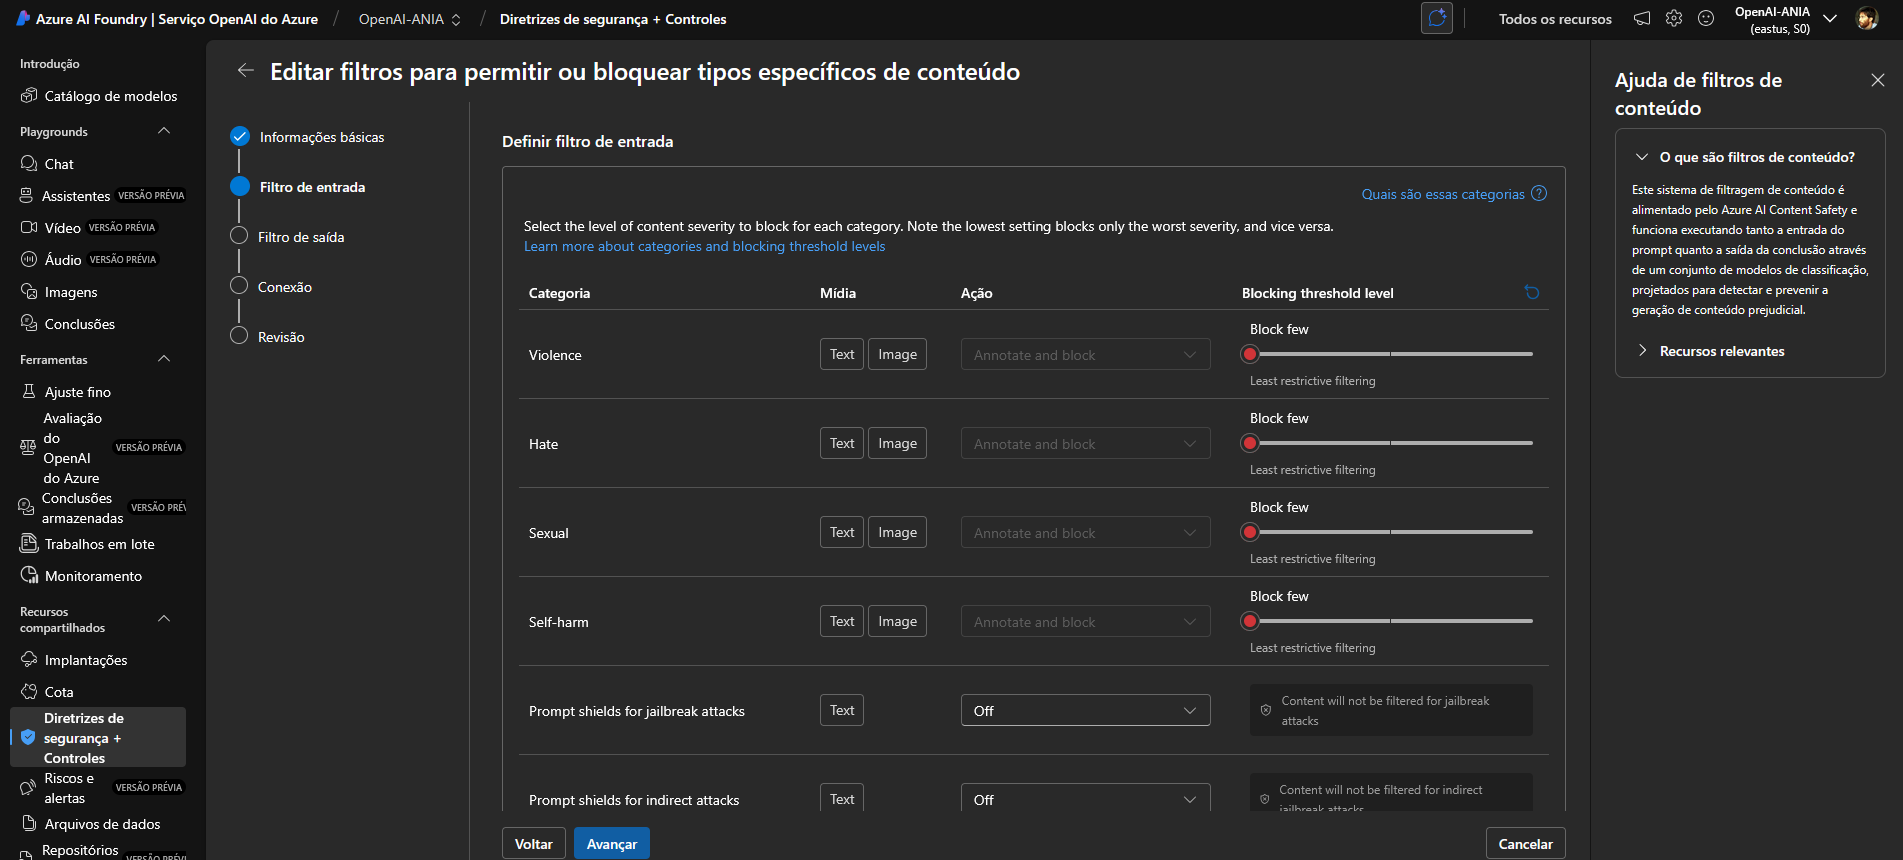 Azure AI Foundry | Serviço OpenAI do Azure / OpenAI-ANIA / Diretrizes de segurança + Controles
Todos os recursos
OpenAI-ANIA
(eastus, S0)
Introdução
Catálogo de modelos
Playgrounds
Chat
Assistentes VERSÃO PRÉVIA
Vídeo VERSÃO PRÉVIA
Áudio VERSÃO PRÉVIA
Imagens
Conclusões
Ferramentas
Ajuste fino
Avaliação
do
OpenAI
do Azure
VERSÃO PRÉVIA
Conclusões
armazenadas
VERSÃO PRÉV
Trabalhos em lote
Monitoramento
Recursos
compartilhados
Implantações
Cota
Diretrizes de
segurança +
Controles
Riscos e
alertas
VERSÃO PRÉVIA
Arquivos de dados
Repositórios
VERSÃO PRÉVI
Editar filtros para permitir ou bloquear tipos específicos de conteúdo
Informações básicas
Filtro de entrada
Filtro de saída
Conexão
Revisão
Definir filtro de entrada
Quais são essas categorias
Select the level of content severity to block for each category. Note the lowest setting blocks only the worst severity, and vice versa.
Learn more about categories and blocking threshold levels
Categoria Mídia Ação Blocking threshold level
Block few
Violence Text Image Annotate and block
Least restrictive filtering
Block few
Hate Text Image Annotate and block
Least restrictive filtering
Block few
Sexual Text Image Annotate and block
Least restrictive filtering
Block few
Self-harm Text Image Annotate and block
Least restrictive filtering
Prompt shields for jailbreak attacks Text Off
Content will not be filtered for jailbreak
attacks
Prompt shields for indirect attacks Text Off
Content will not be filtered for indirect
jailbreak attacks
Voltar Avançar Cancelar
Ajuda de filtros de
conteúdo
O que são filtros de conteúdo?
Este sistema de filtragem de conteúdo é
alimentado pelo Azure AI Content Safety e
funciona executando tanto a entrada do
prompt quanto a saída da conclusão através
de um conjunto de modelos de classificação,
projetados para detectar e prevenir a
geração de conteúdo prejudicial.
Recursos relevantes